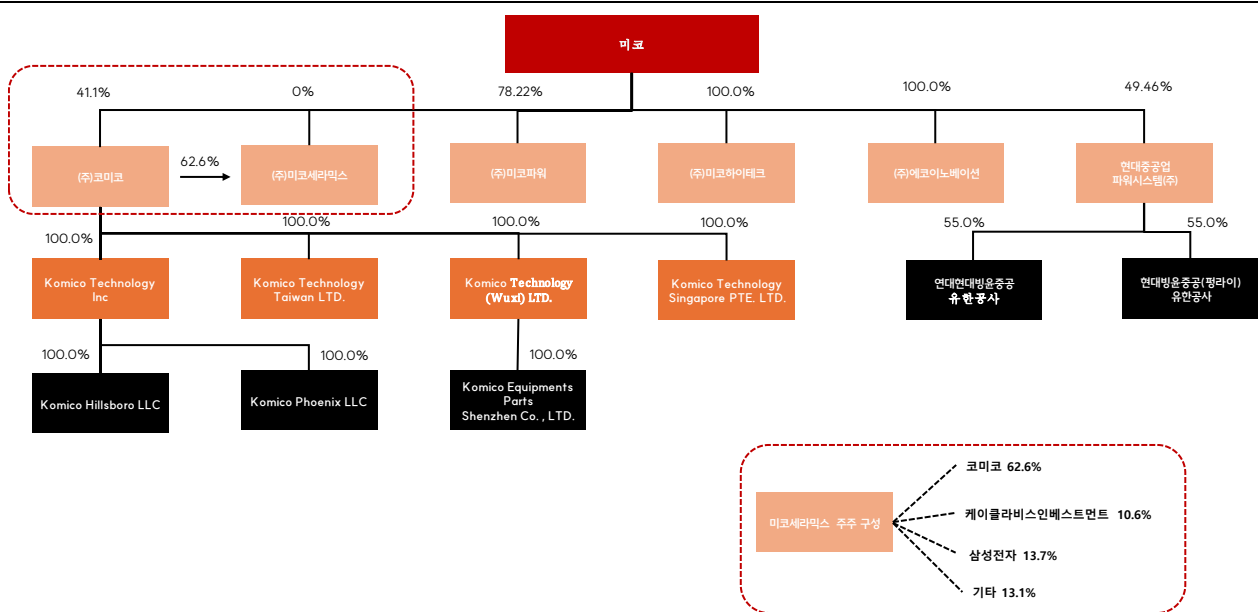 미코
41.1%
0%
78.22%
100.0%
100.0%
49.46%
(주)코미코
62.6%
(주)미코세라믹스
(주)미코파워
(주)미코하이테크
(주)에코이노베이션
현대중공업
파워시스템(주)
100.0%
100.0%
100.0%
100.0%
55.0%
55.0%
Komico Technology
Inc
Komico Technology
Taiwan LTD.
Komico Technology
(Wuxi) LTD.
Komico Technology
Singapore PTE. LTD.
연대현대빙윤중공
유한공사
현대빙윤중공(펑라이)
유한공사
100.0%
100.0%
100.0%
Komico Hillsboro LLC
Komico Phoenix LLC
Komico Equipments
Parts
Shenzhen Co. , LTD.
미코세라믹스 주주 구성
코미코 62.6%
케이클라비스인베스트먼트 10.6%
삼성전자 13.7%
기타 13.1%